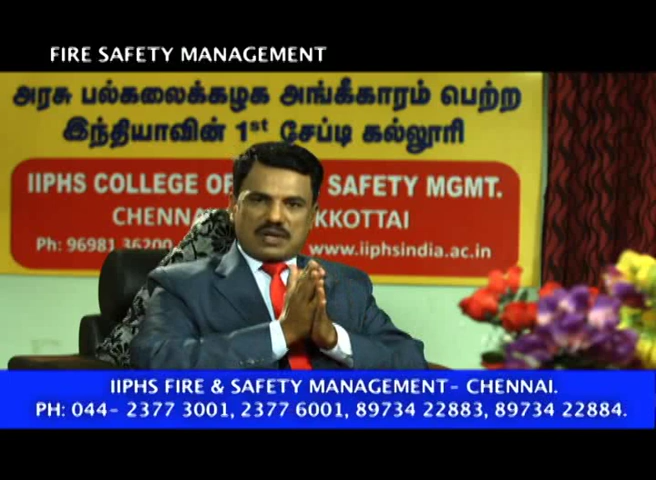 FIRE SAFETY MANAGEMENT
அரசு பல்கலைக்கழக அங்கீகாரம் பெற்ற
இந்தியாவின் 1st சேப்டி கல்லூரி
IIPHS COLLEGE OF SAFETY MGMT.
CHENNA KKOTTAI
Ph: 96981 36200 www.iiphsindia.ac.in
IIPHS FIRE & SAFETY MANAGEMENT- CHENNAI.
PH: 044- 2377 3001, 2377 6001, 89734 22883, 89734 22884.